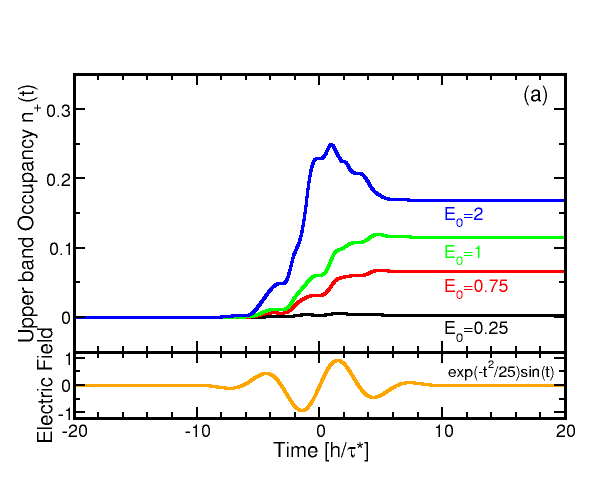 (a)
Upper band Occupancy n₊(t)
0.3
0.2
0.1
0
E₀=2
E₀=1
E₀=0.75
E₀=0.25
Electric Field
1
0
-1
exp(-t²/25)sin(t)
-20
-10
0
10
20
Time [h/τ*]